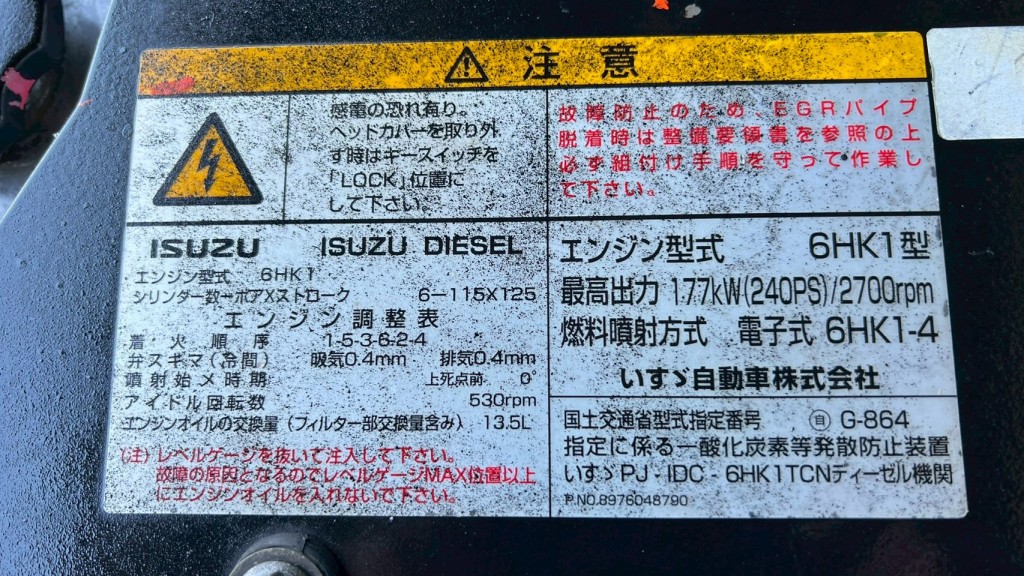 注意
感電の恐れ有り。
ヘッドカバーを取り外
す時はキースイッチを
「LOCK」位置に
して下さい。
故障防止のため、EGRパイプ
脱着時は整備要領書を参照の上
必ず組付け手順を守って作業し
て下さい。
ISUZU ISUZU DIESEL
エンジン型式 6HK1
シリンダー数-ボアXストローク 6-115X125
エンジン調整表
着・火順序 1-5-3-6-2-4
弁スキマ(冷間) 吸気0.4mm 排気0.4mm
噴射始メ時期 上死点前 0°
アイドル回転数 530rpm
エンジンオイルの交換量(フィルター部交換量含み) 13.5L
(注)レベルゲージを抜いて注入して下さい。
故障の原因となるのでレベルゲージMAX位置以上
にエンジンオイルを入れないで下さい。
エンジン型式 6HK1型
最高出力 177kW(240PS)/2700rpm
燃料噴射方式 電子式 6HK1-4
いすゞ自動車株式会社
国土交通省型式指定番号 ㊂ G-864
指定に係る一酸化炭素等発散防止装置
いすゞPJ-IDC-6HK1TCNディーゼル機関
P.NO.8976048790